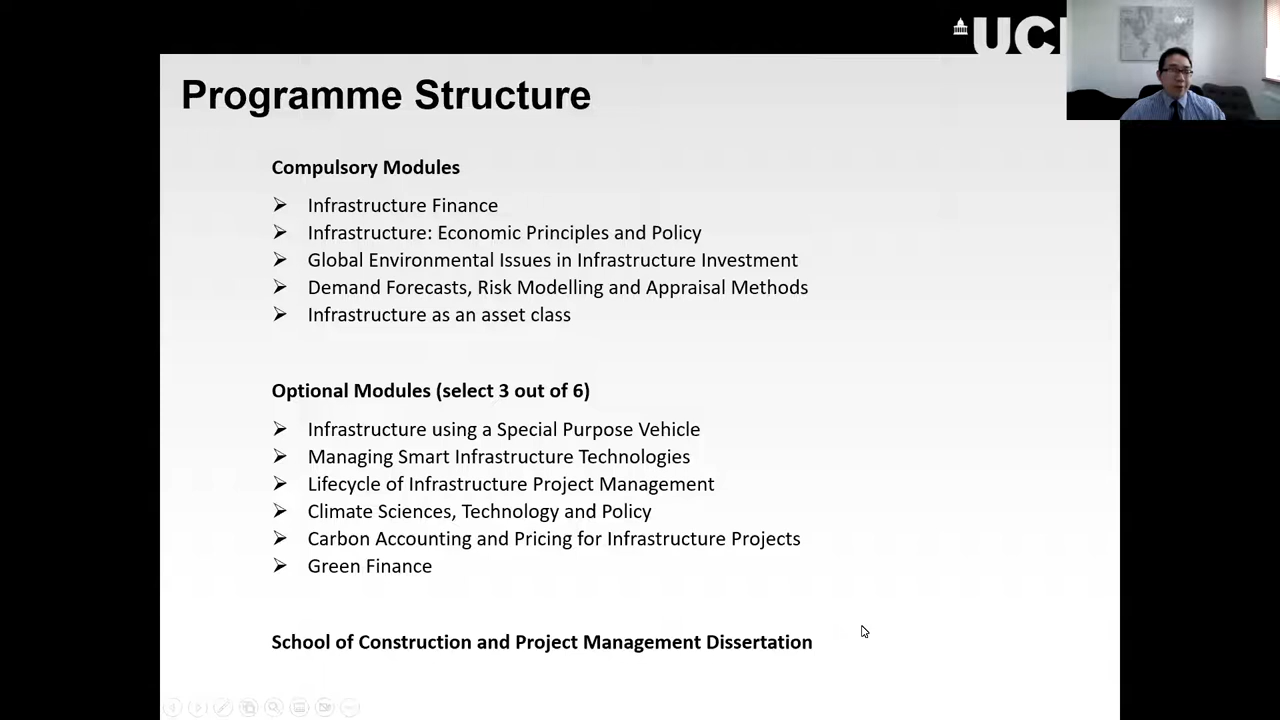 UCL
Programme Structure
Compulsory Modules
Infrastructure Finance
Infrastructure: Economic Principles and Policy
Global Environmental Issues in Infrastructure Investment
Demand Forecasts, Risk Modelling and Appraisal Methods
Infrastructure as an asset class
Optional Modules (select 3 out of 6)
Infrastructure using a Special Purpose Vehicle
Managing Smart Infrastructure Technologies
Lifecycle of Infrastructure Project Management
Climate Sciences, Technology and Policy
Carbon Accounting and Pricing for Infrastructure Projects
Green Finance
School of Construction and Project Management Dissertation